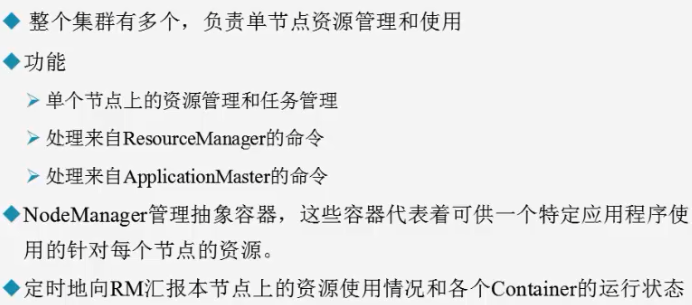 整个集群有多个，负责单节点资源管理和使用
功能
单个节点上的资源管理和任务管理
处理来自ResourceManager的命令
处理来自ApplicationMaster的命令
NodeManager管理抽象容器，这些容器代表着可供一个特定应用程序使
用的针对每个节点的资源。
定时地向RM汇报本节点上的资源使用情况和各个Container的运行状态